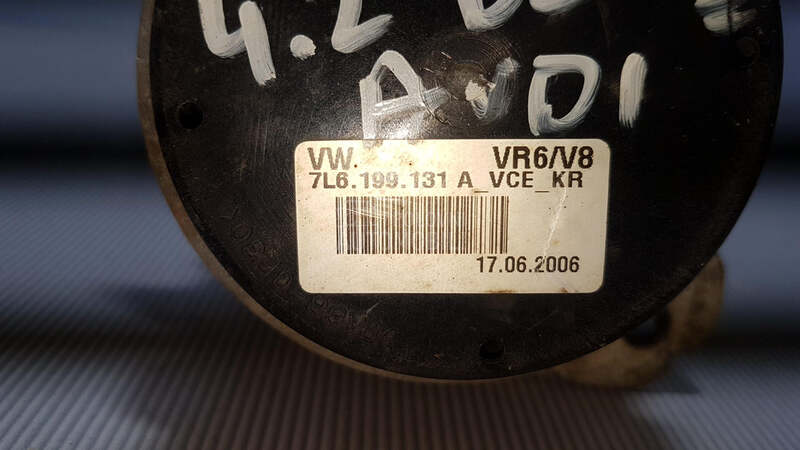 4.2
AUDI
VW. VR6/V8
7L6.199.131 A_VCE_KR
17.06.2006